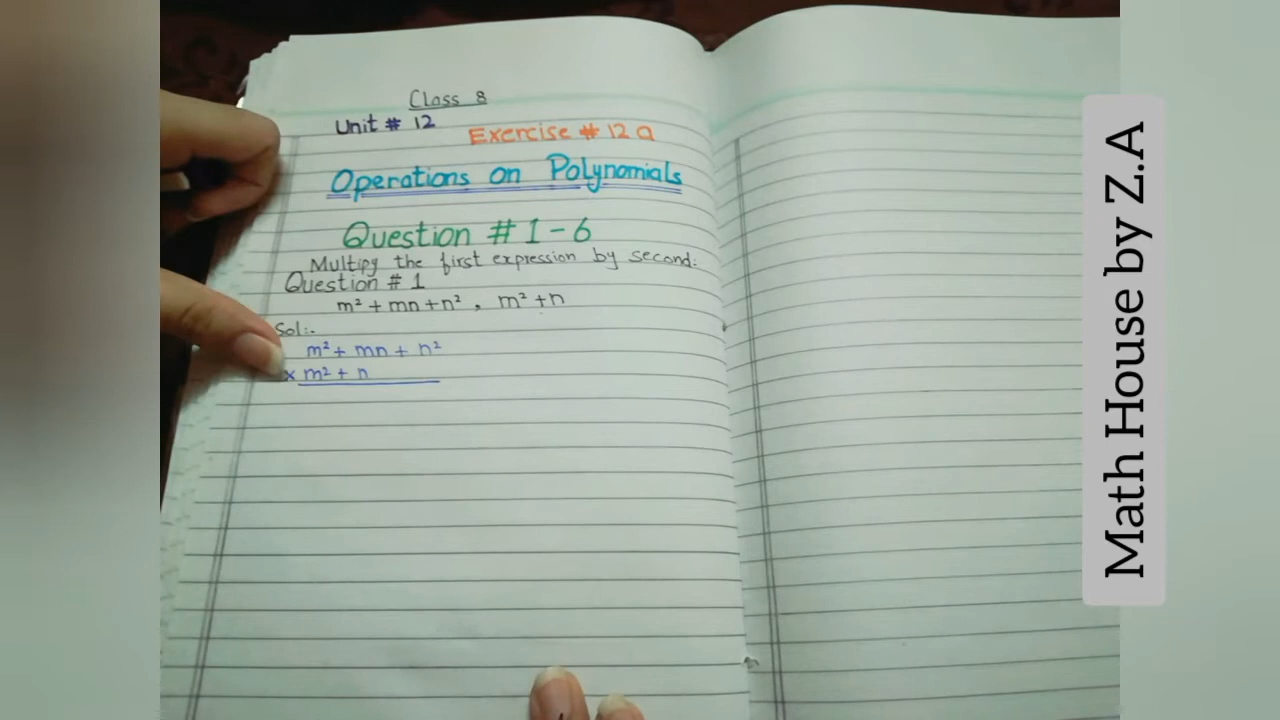 Class 8
Unit # 12
Exercise # 12 a
Operations on Polynomials
Question # 1-6
Multipy the first expression by second:
Question # 1
m² + mn + n² , m² + n
Sol:-
m² + mn + n²
× m² + n
Math House by Z.A